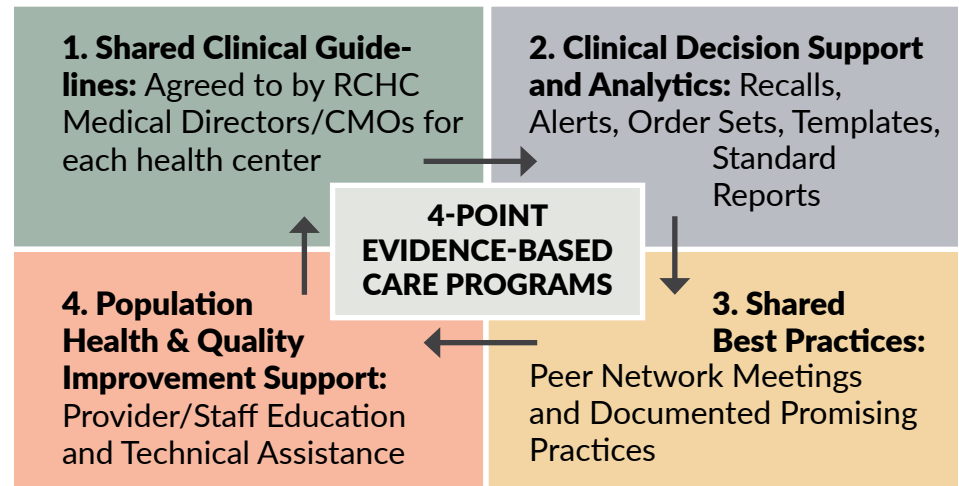 1. Shared Clinical Guide-
lines: Agreed to by RCHC
Medical Directors/CMOs for
each health center
2. Clinical Decision Support
and Analytics: Recalls,
Alerts, Order Sets, Templates,
Standard
Reports
4-POINT
EVIDENCE-BASED
CARE PROGRAMS
3. Shared
Best Practices:
Peer Network Meetings
and Documented Promising
Practices
4. Population
Health & Quality
Improvement Support:
Provider/Staff Education
and Technical Assistance